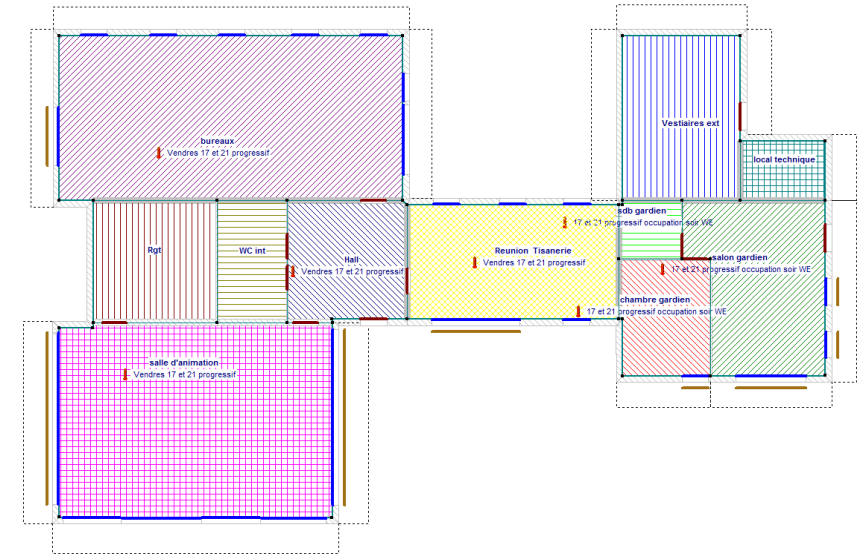 Vestiaires ext
bureaux
Vendres 17 et 21 progressif
local technique
sdb gardien
17 et 21 progressif occupation soir WE
Rgt
WC int
Hall
Vendres 17 et 21 progressif
Reunion Tisanerie
Vendres 17 et 21 progressif
salon gardien
17 et 21 progressif occupation soir WE
chambre gardien
17 et 21 progressif occupation soir WE
salle d'animation
Vendres 17 et 21 progressif